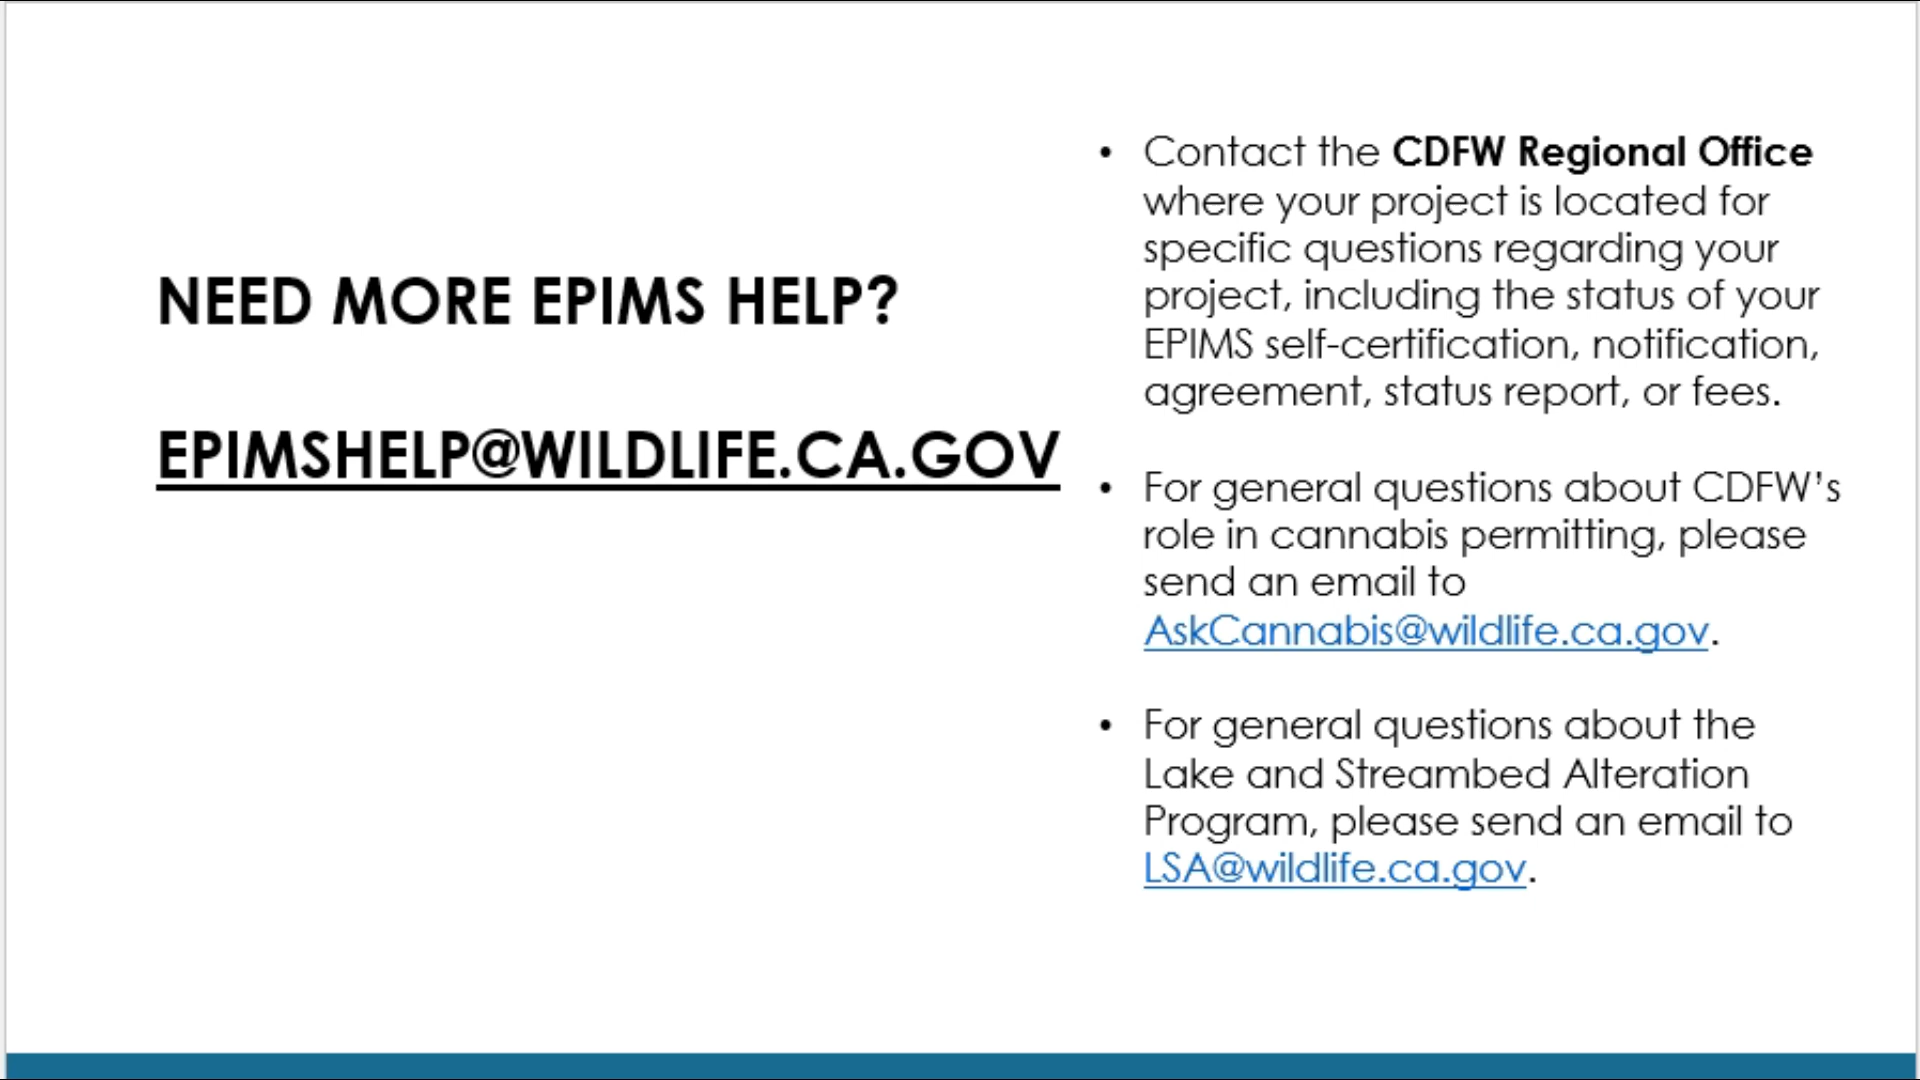 NEED MORE EPIMS HELP?
EPIMSHELP@WILDLIFE.CA.GOV
• Contact the CDFW Regional Office
where your project is located for
specific questions regarding your
project, including the status of your
EPIMS self-certification, notification,
agreement, status report, or fees.
• For general questions about CDFW’s
role in cannabis permitting, please
send an email to
AskCannabis@wildlife.ca.gov.
• For general questions about the
Lake and Streambed Alteration
Program, please send an email to
LSA@wildlife.ca.gov.